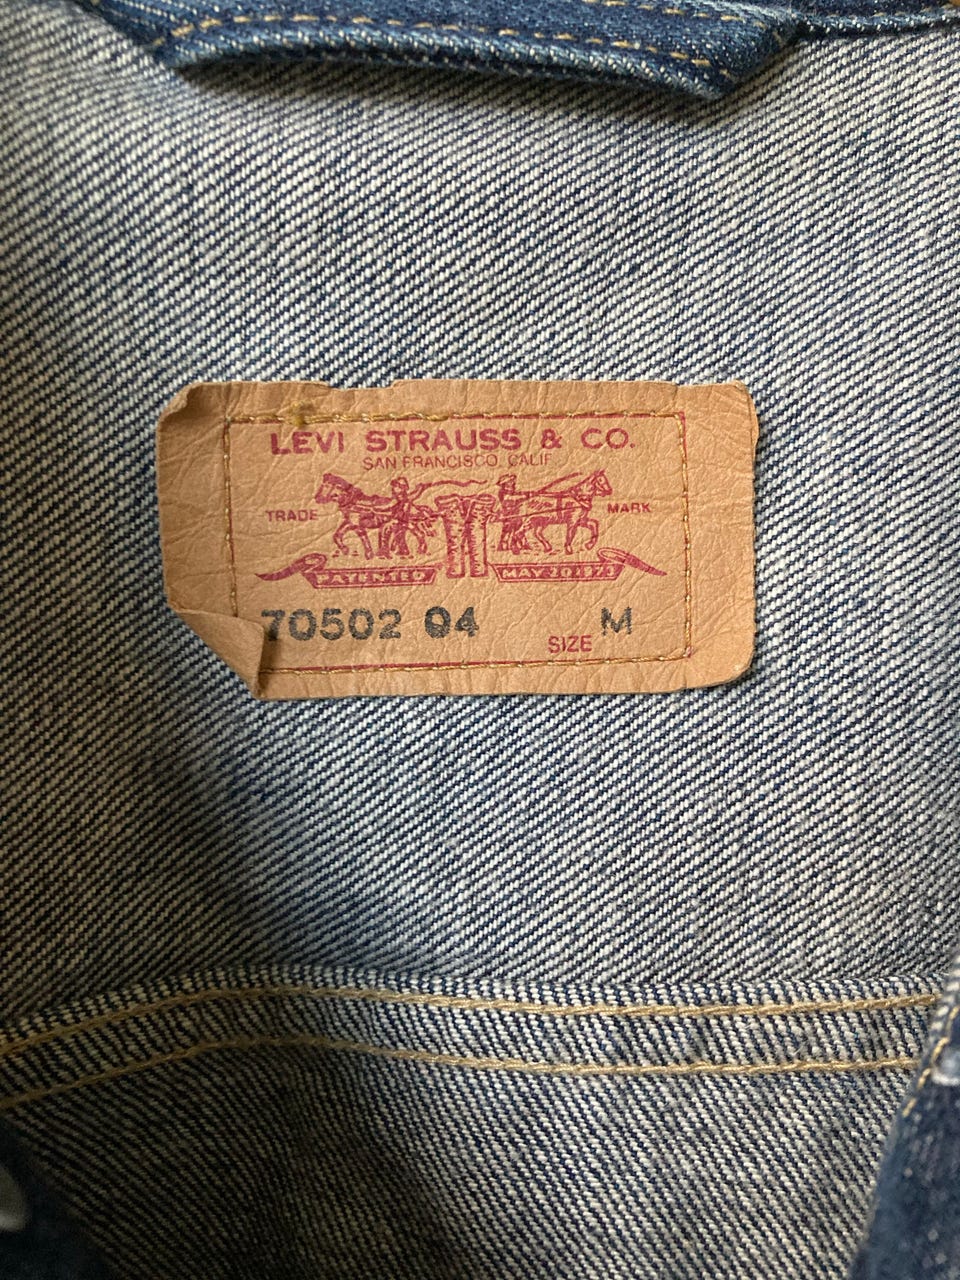 LEVI STRAUSS & CO.
SAN FRANCISCO, CALIF
TRADE MARK
PATENTED MAY 20 1873
70502 04
SIZE M